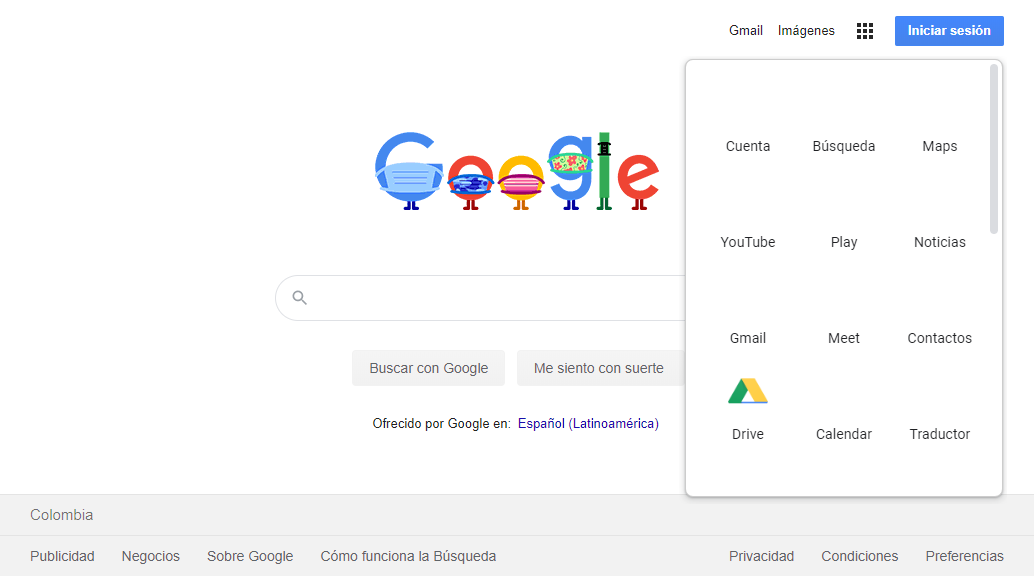 Gmail Imágenes Iniciar sesión
Google
Cuenta Búsqueda Maps
YouTube Play Noticias
Gmail Meet Contactos
Drive Calendar Traductor
Buscar con Google Me siento con suerte
Ofrecido por Google en: Español (Latinoamérica)
Colombia
Publicidad Negocios Sobre Google Cómo funciona la Búsqueda Privacidad Condiciones Preferencias